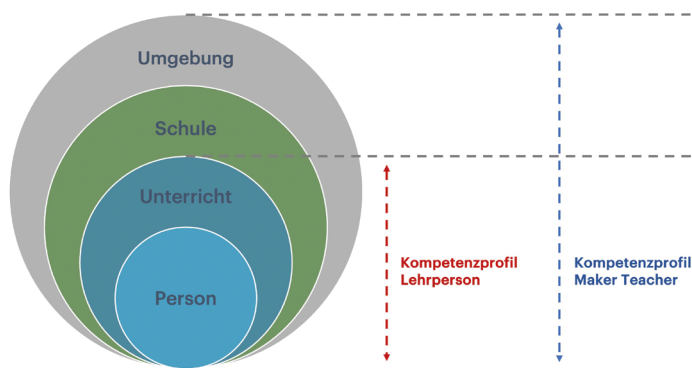 Umgebung
Schule
Unterricht
Person
Kompetenzprofil
Lehrperson
Kompetenzprofil
Maker Teacher